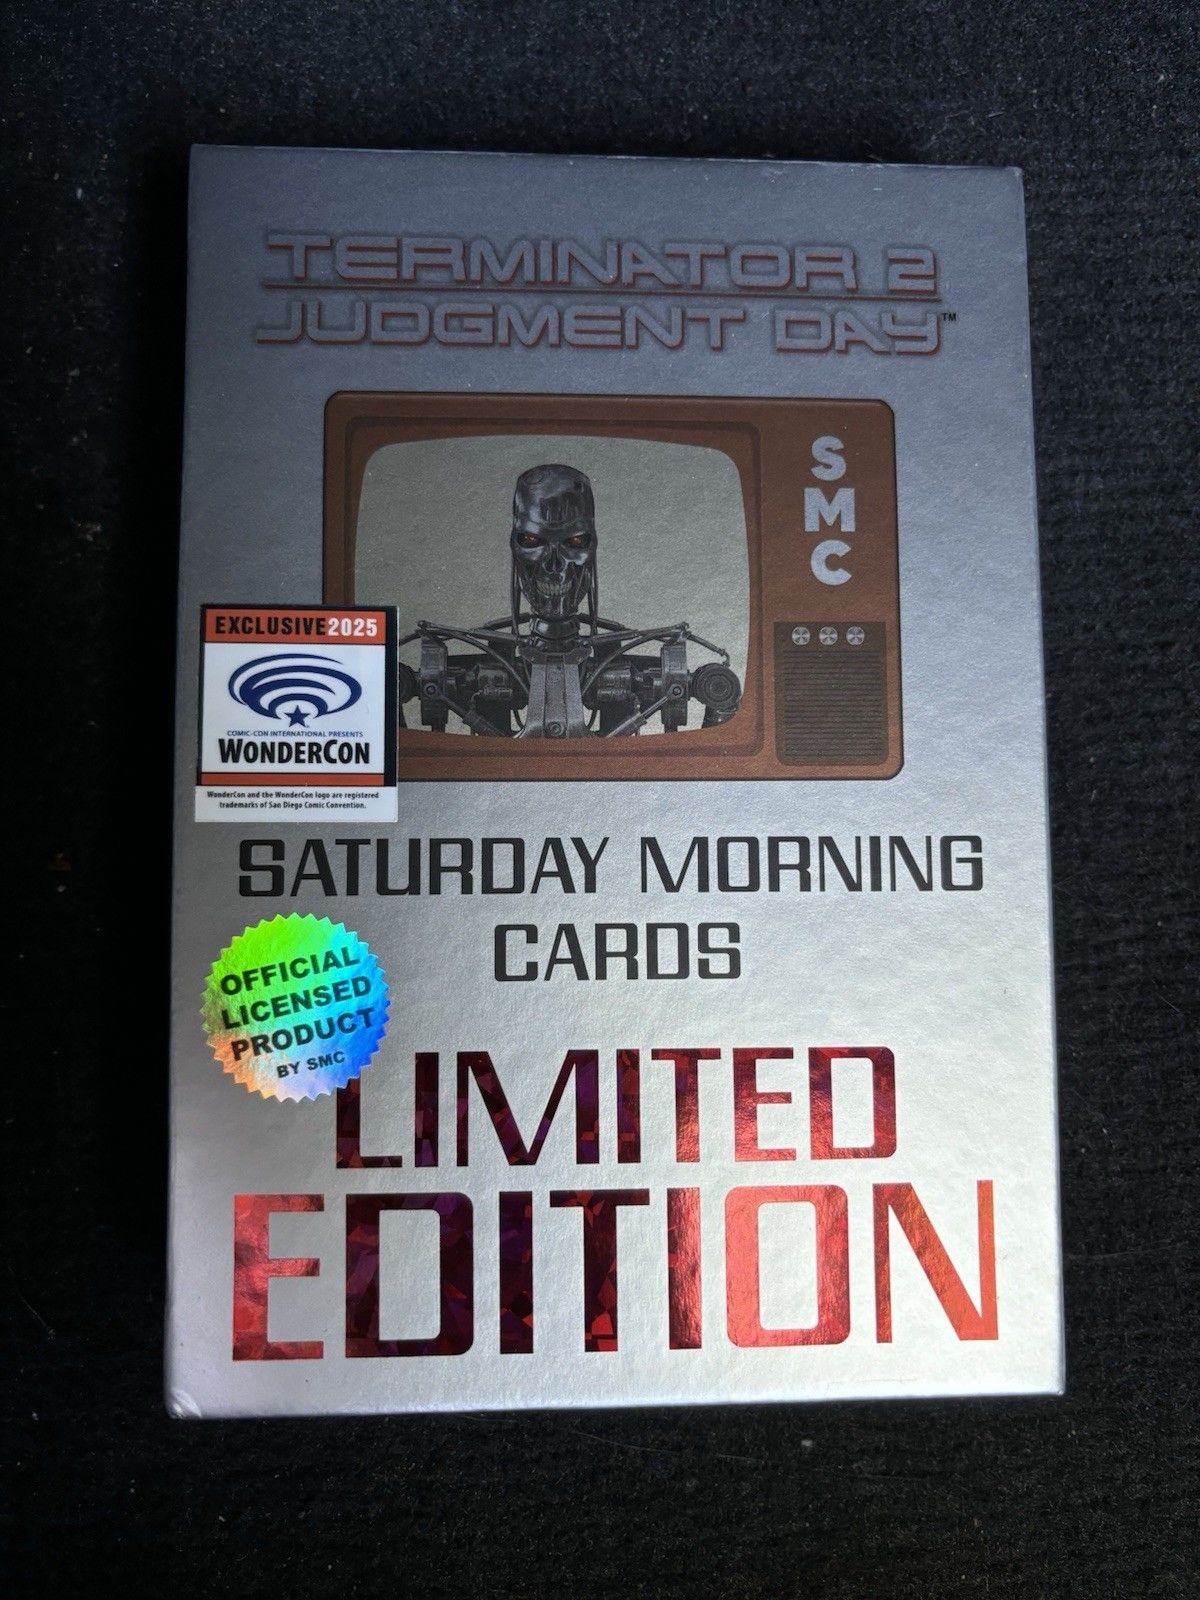 TERMINATOR 2
JUDGMENT DAY™
S
M
C
EXCLUSIVE2025
COMIC-CON INTERNATIONAL PRESENTS
WONDERCON
WonderCon and the WonderCon logo are registered
trademarks of San Diego Comic Convention.
SATURDAY MORNING
CARDS
OFFICIAL
LICENSED
PRODUCT
BY SMC
LIMITED
EDITION